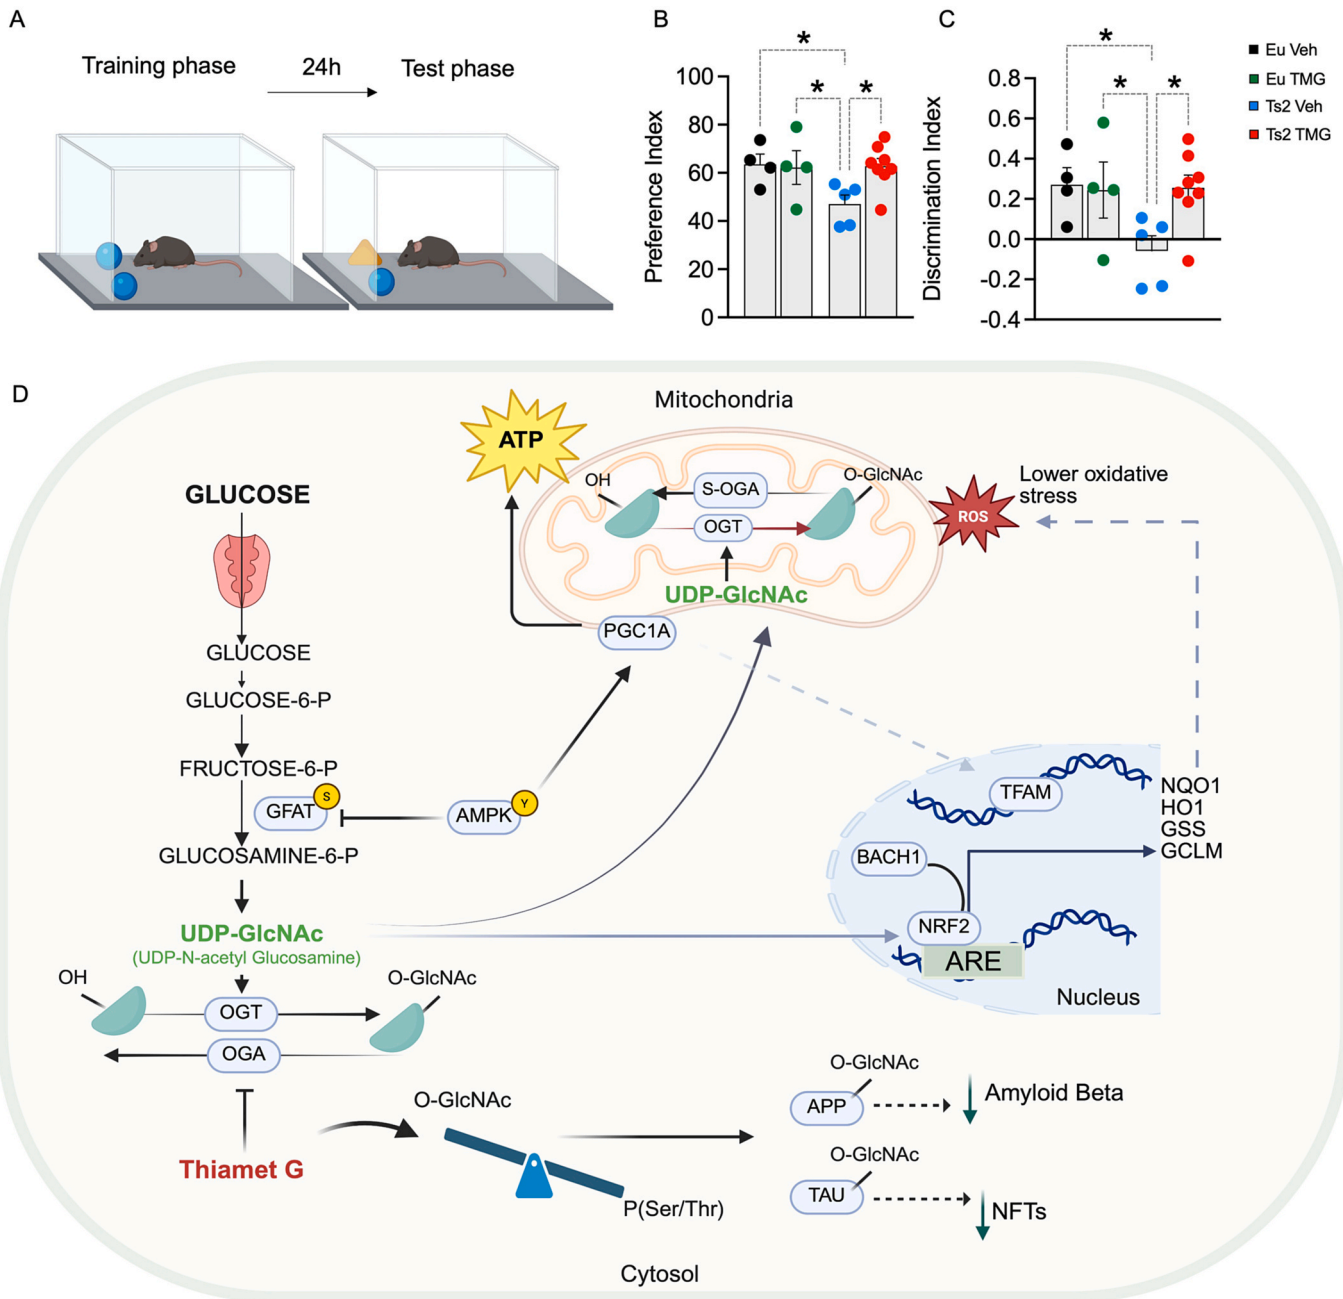 A
Training phase
24h
Test phase
B
Preference Index
100
80
60
40
20
0
*
*
*
C
Discrimination Index
0.8
0.6
0.4
0.2
0.0
-0.2
-0.4
*
*
*
Eu Veh
Eu TMG
Ts2 Veh
Ts2 TMG
D
Mitochondria
ATP
OH
S-OGA
O-GlcNAc
OGT
UDP-GlcNAc
PGC1A
ROS
Lower oxidative
stress
GLUCOSE
GLUCOSE
GLUCOSE-6-P
FRUCTOSE-6-P
GFAT
S
AMPK
Y
GLUCOSAMINE-6-P
UDP-GlcNAc
(UDP-N-acetyl Glucosamine)
OH
OGT
O-GlcNAc
OGA
Thiamet G
O-GlcNAc
P(Ser/Thr)
TFAM
BACH1
NRF2
ARE
Nucleus
NQO1
HO1
GSS
GCLM
O-GlcNAc
APP
Amyloid Beta
O-GlcNAc
TAU
NFTs
Cytosol